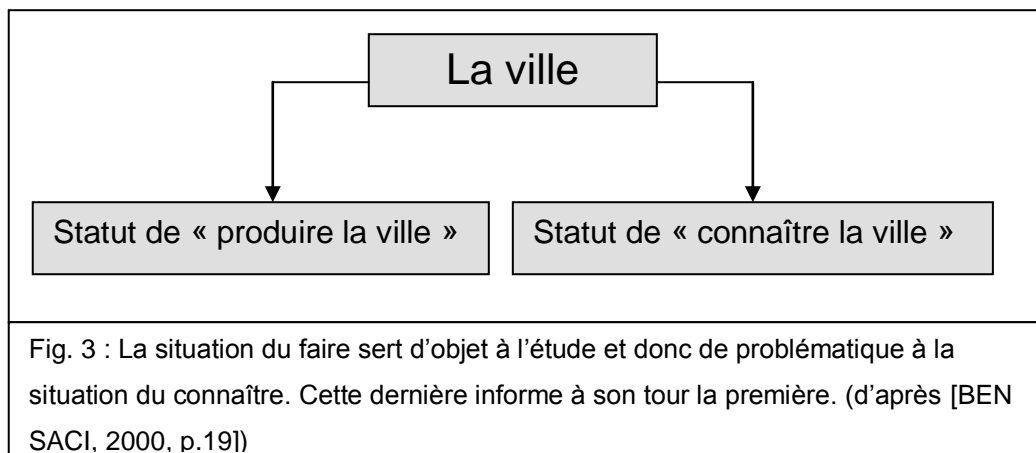 La ville
Statut de « produire la ville »
Statut de « connaître la ville »
Fig. 3 : La situation du faire sert d’objet à l’étude et donc de problématique à la
situation du connaître. Cette dernière informe à son tour la première. (d’après [BEN
SACI, 2000, p.19])